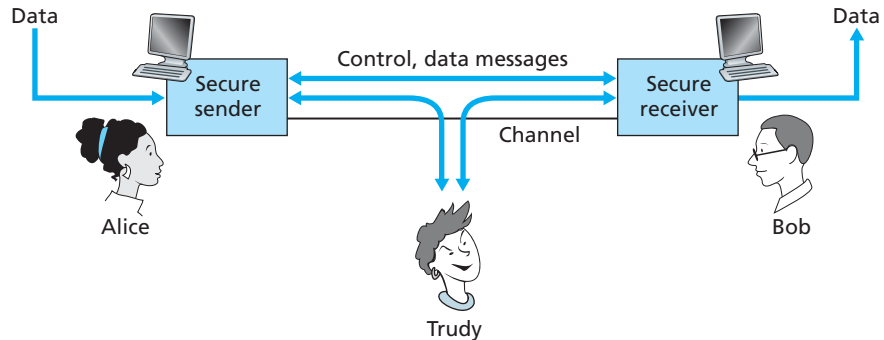 Data
Data
Control, data messages
Secure
sender
Secure
receiver
Channel
Alice
Bob
Trudy